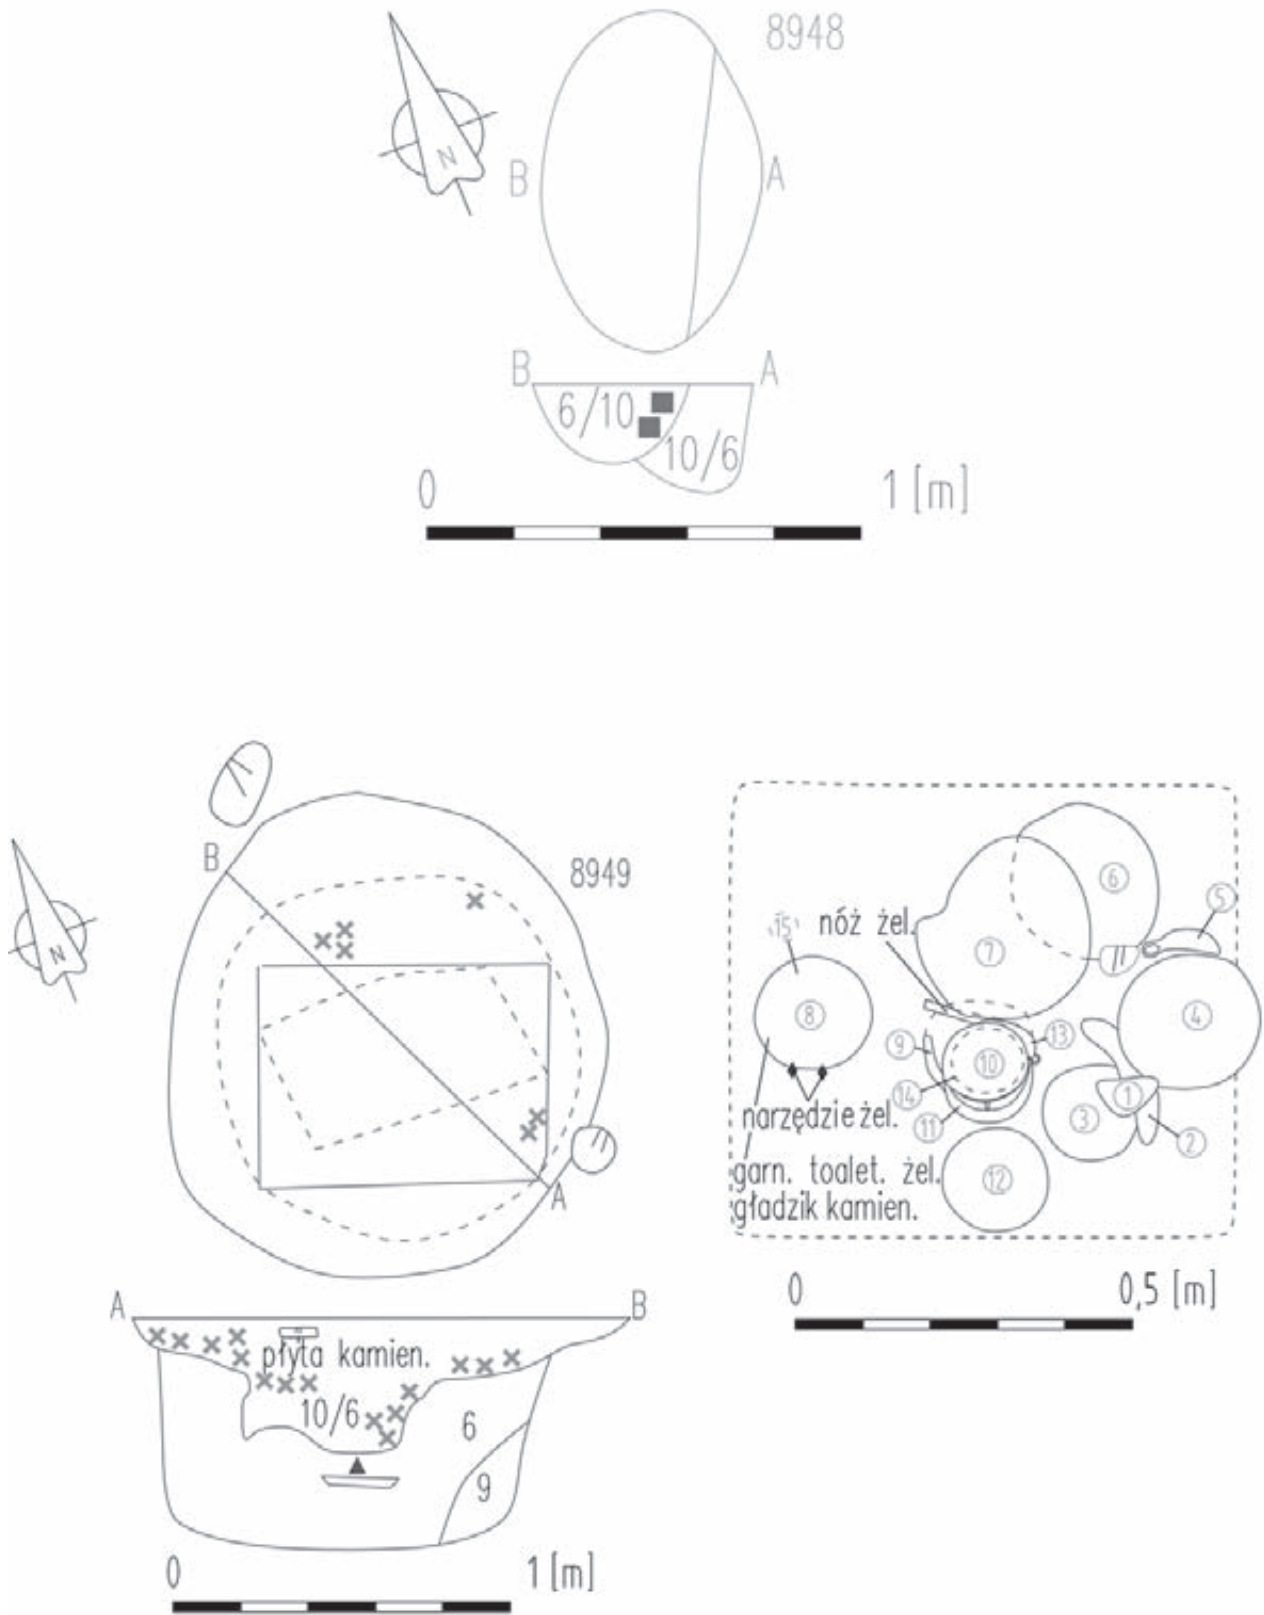 8948
N
B
A
B
A
6/10
10/6
0
1 [m]
B
8949
N
A
⑥
⑤
15
nóż żel.
⑦
⑧
④
⑨
⑬
⑩
⑭
①
narzędzie żel.
⑪
③
②
garn. toalet. żel.
⑫
gładzik kamien.
0
0,5 [m]
A
B
płyta kamien.
10/6
6
9
0
1 [m]